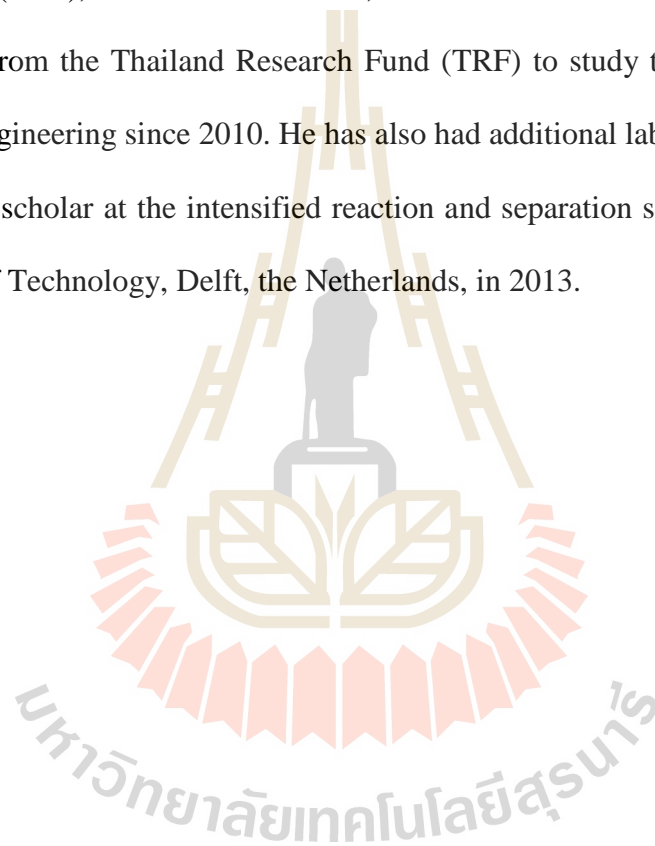 rom the Thailand Research Fund (TRF) to study t
gineering since 2010. He has also had additional lab
scholar at the intensified reaction and separation s
Technology, Delft, the Netherlands, in 2013.
มหาวิทยาลัยเทคโนโลยีสุรนารี